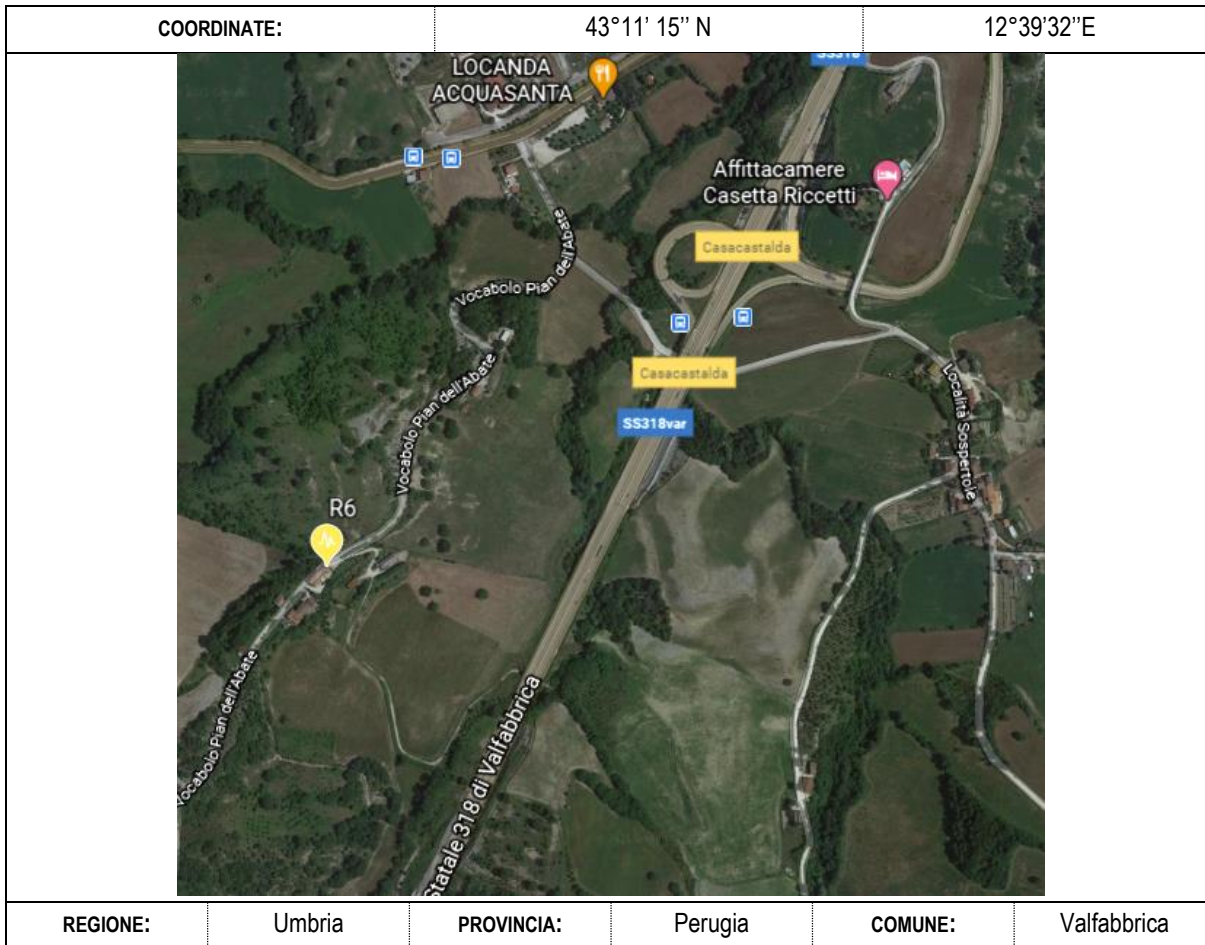 COORDINATE: 43°11' 15'' N 12°39'32''E
LOCANDA
ACQUASANTA
Affittacamere
Casetta Riccetti
Casacastalda
Vocabolo Pian dell'Abate
Vocabolo Pian dell'Abate
Casacastalda
Località Sospertole
SS318var
R6
Vocabolo Pian dell'Abate
Statale 318 di Valfabbrica
REGIONE: Umbria PROVINCIA: Perugia COMUNE: Valfabbrica